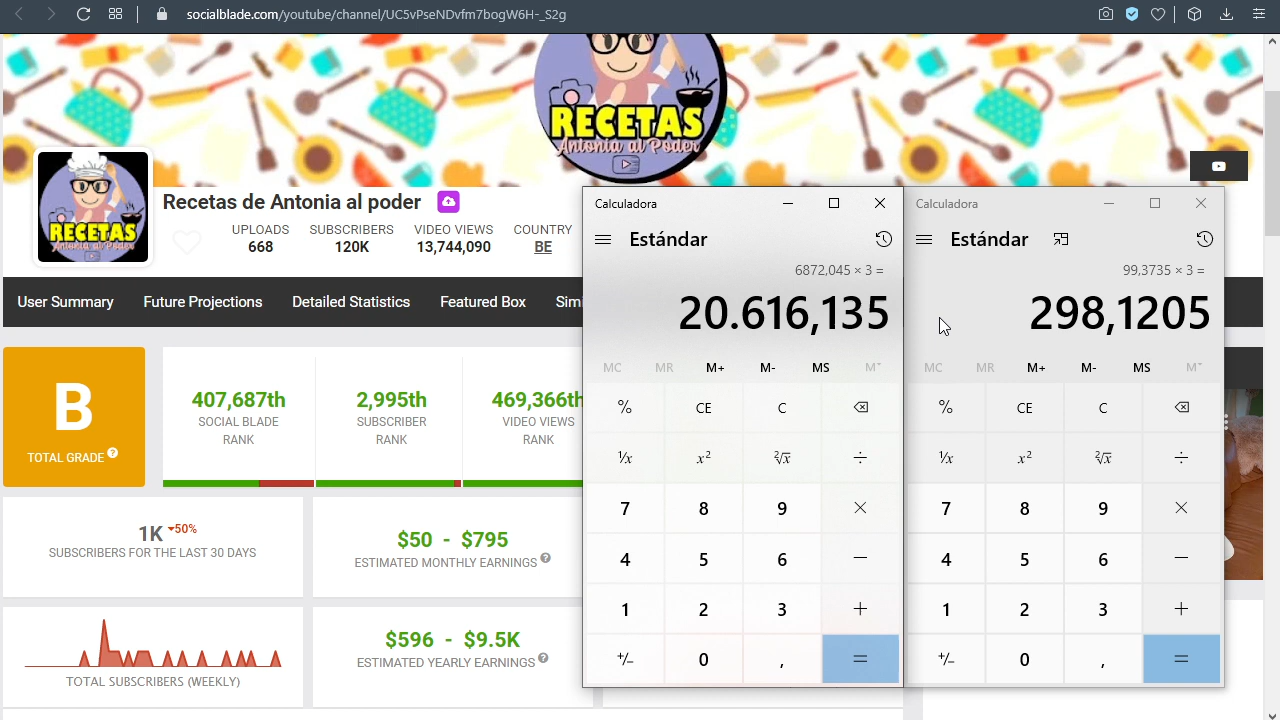 socialblade.com/youtube/channel/UC5vPseNDvfm7bogW6H-_S2g
RECETAS
Antonia al Poder
RECETAS
Antonia al Poder
Recetas de Antonia al poder
UPLOADS
668
SUBSCRIBERS
120K
VIDEO VIEWS
13,744,090
COUNTRY
BE
User Summary
Future Projections
Detailed Statistics
Featured Box
Simi
B
TOTAL GRADE ?
407,687th
SOCIAL BLADE
RANK
2,995th
SUBSCRIBER
RANK
469,366th
VIDEO VIEWS
RANK
1K 50%
SUBSCRIBERS FOR THE LAST 30 DAYS
$50 - $795
ESTIMATED MONTHLY EARNINGS ?
TOTAL SUBSCRIBERS (WEEKLY)
$596 - $9.5K
ESTIMATED YEARLY EARNINGS ?
Calculadora
Estándar
6872,045 × 3 =
20.616,135
MC MR M+ M- MS M˅
% CE C
¹/x x² ²√x ÷
7 8 9 ×
4 5 6 −
1 2 3 +
+/− 0 , =
Calculadora
Estándar
99,3735 × 3 =
298,1205
MC MR M+ M- MS M˅
% CE C
¹/x x² ²√x ÷
7 8 9 ×
4 5 6 −
1 2 3 +
+/− 0 , =